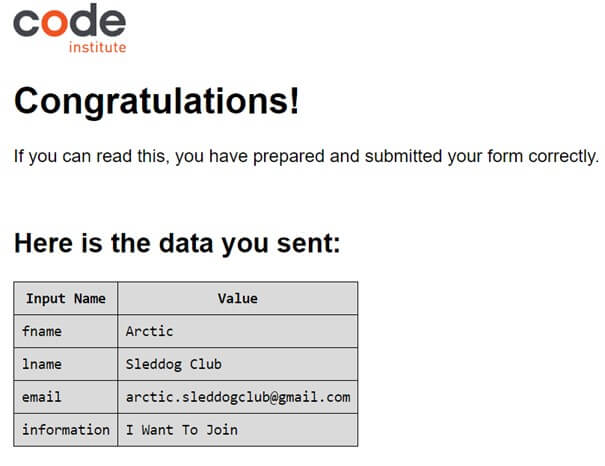 code
institute
Congratulations!
If you can read this, you have prepared and submitted your form correctly.
Here is the data you sent:
Input Name Value
fname Arctic
lname Sleddog Club
email arctic.sleddogclub@gmail.com
information I Want To Join